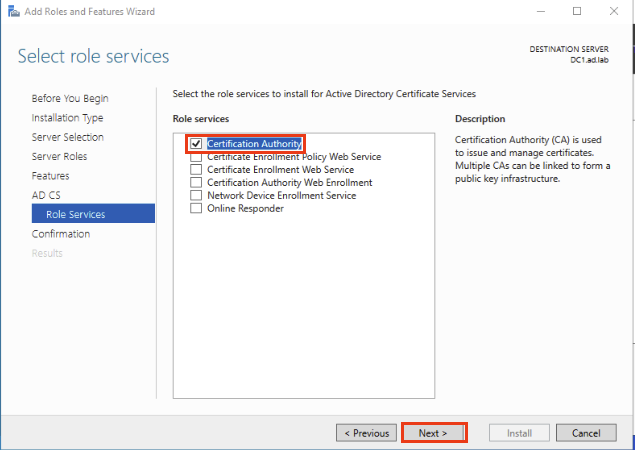 Add Roles and Features Wizard
Select role services
DESTINATION SERVER
DC1.ad.lab
Before You Begin
Installation Type
Server Selection
Server Roles
Features
AD CS
Role Services
Confirmation
Results
Select the role services to install for Active Directory Certificate Services
Role services
Certification Authority
Certificate Enrollment Policy Web Service
Certificate Enrollment Web Service
Certification Authority Web Enrollment
Network Device Enrollment Service
Online Responder
Description
Certification Authority (CA) is used
to issue and manage certificates.
Multiple CAs can be linked to form a
public key infrastructure.
< Previous
Next >
Install
Cancel